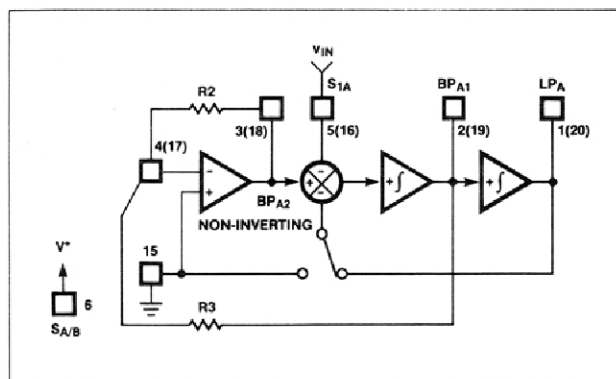 VIN
S1A
BPA1
LPA
R2
3(18)
5(16)
2(19)
1(20)
4(17)
BPA2
NON-INVERTING
V+
15
6
SA/B
R3